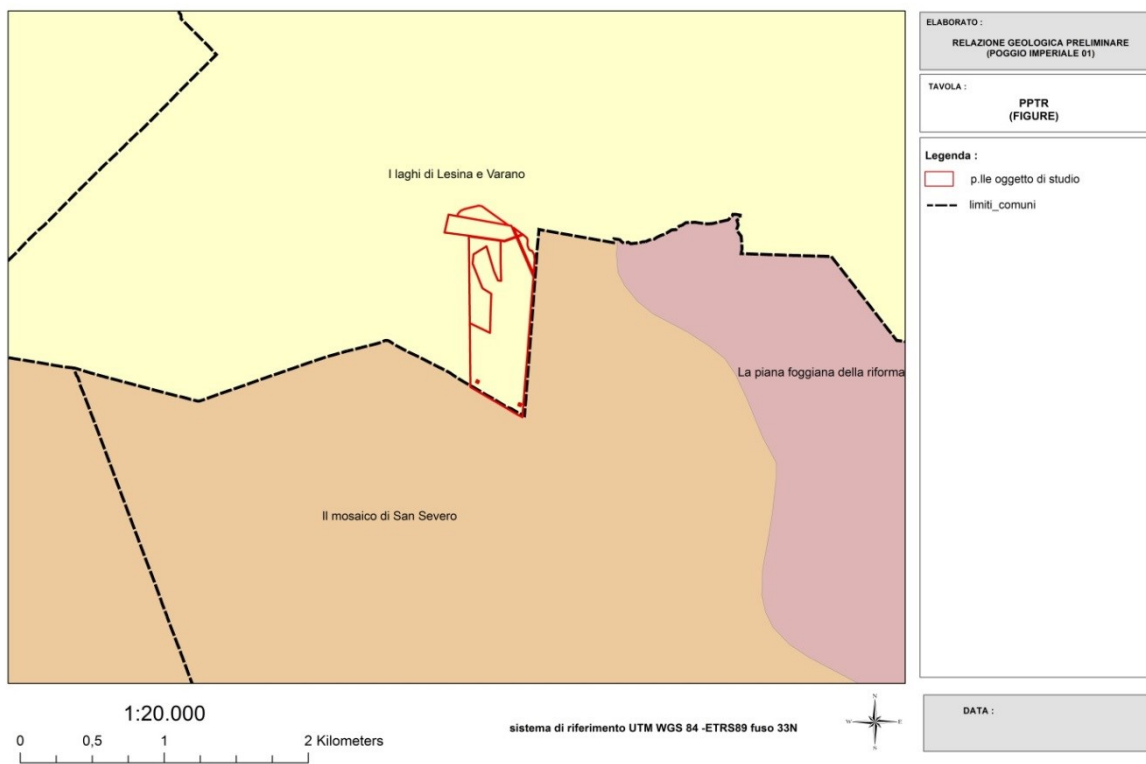 I laghi di Lesina e Varano
La piana foggiana della riforma
Il mosaico di San Severo
ELABORATO :
RELAZIONE GEOLOGICA PRELIMINARE
(POGGIO IMPERIALE 01)
TAVOLA :
PPTR
(FIGURE)
Legenda :
p.lle oggetto di studio
limiti_comuni
1:20.000
0 0,5 1 2 Kilometers
sistema di riferimento UTM WGS 84 -ETRS89 fuso 33N
N
W E
S
DATA :